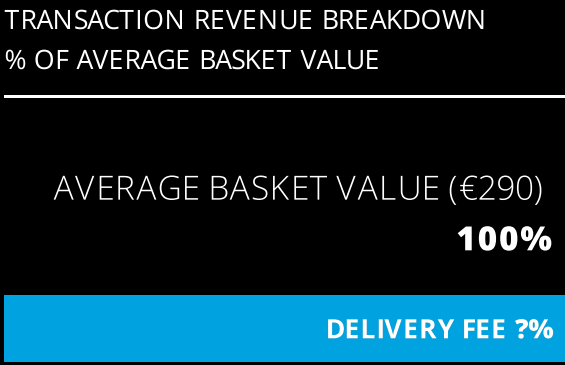 TRANSACTION REVENUE BREAKDOWN
% OF AVERAGE BASKET VALUE
AVERAGE BASKET VALUE (€290)
100%
DELIVERY FEE ?%